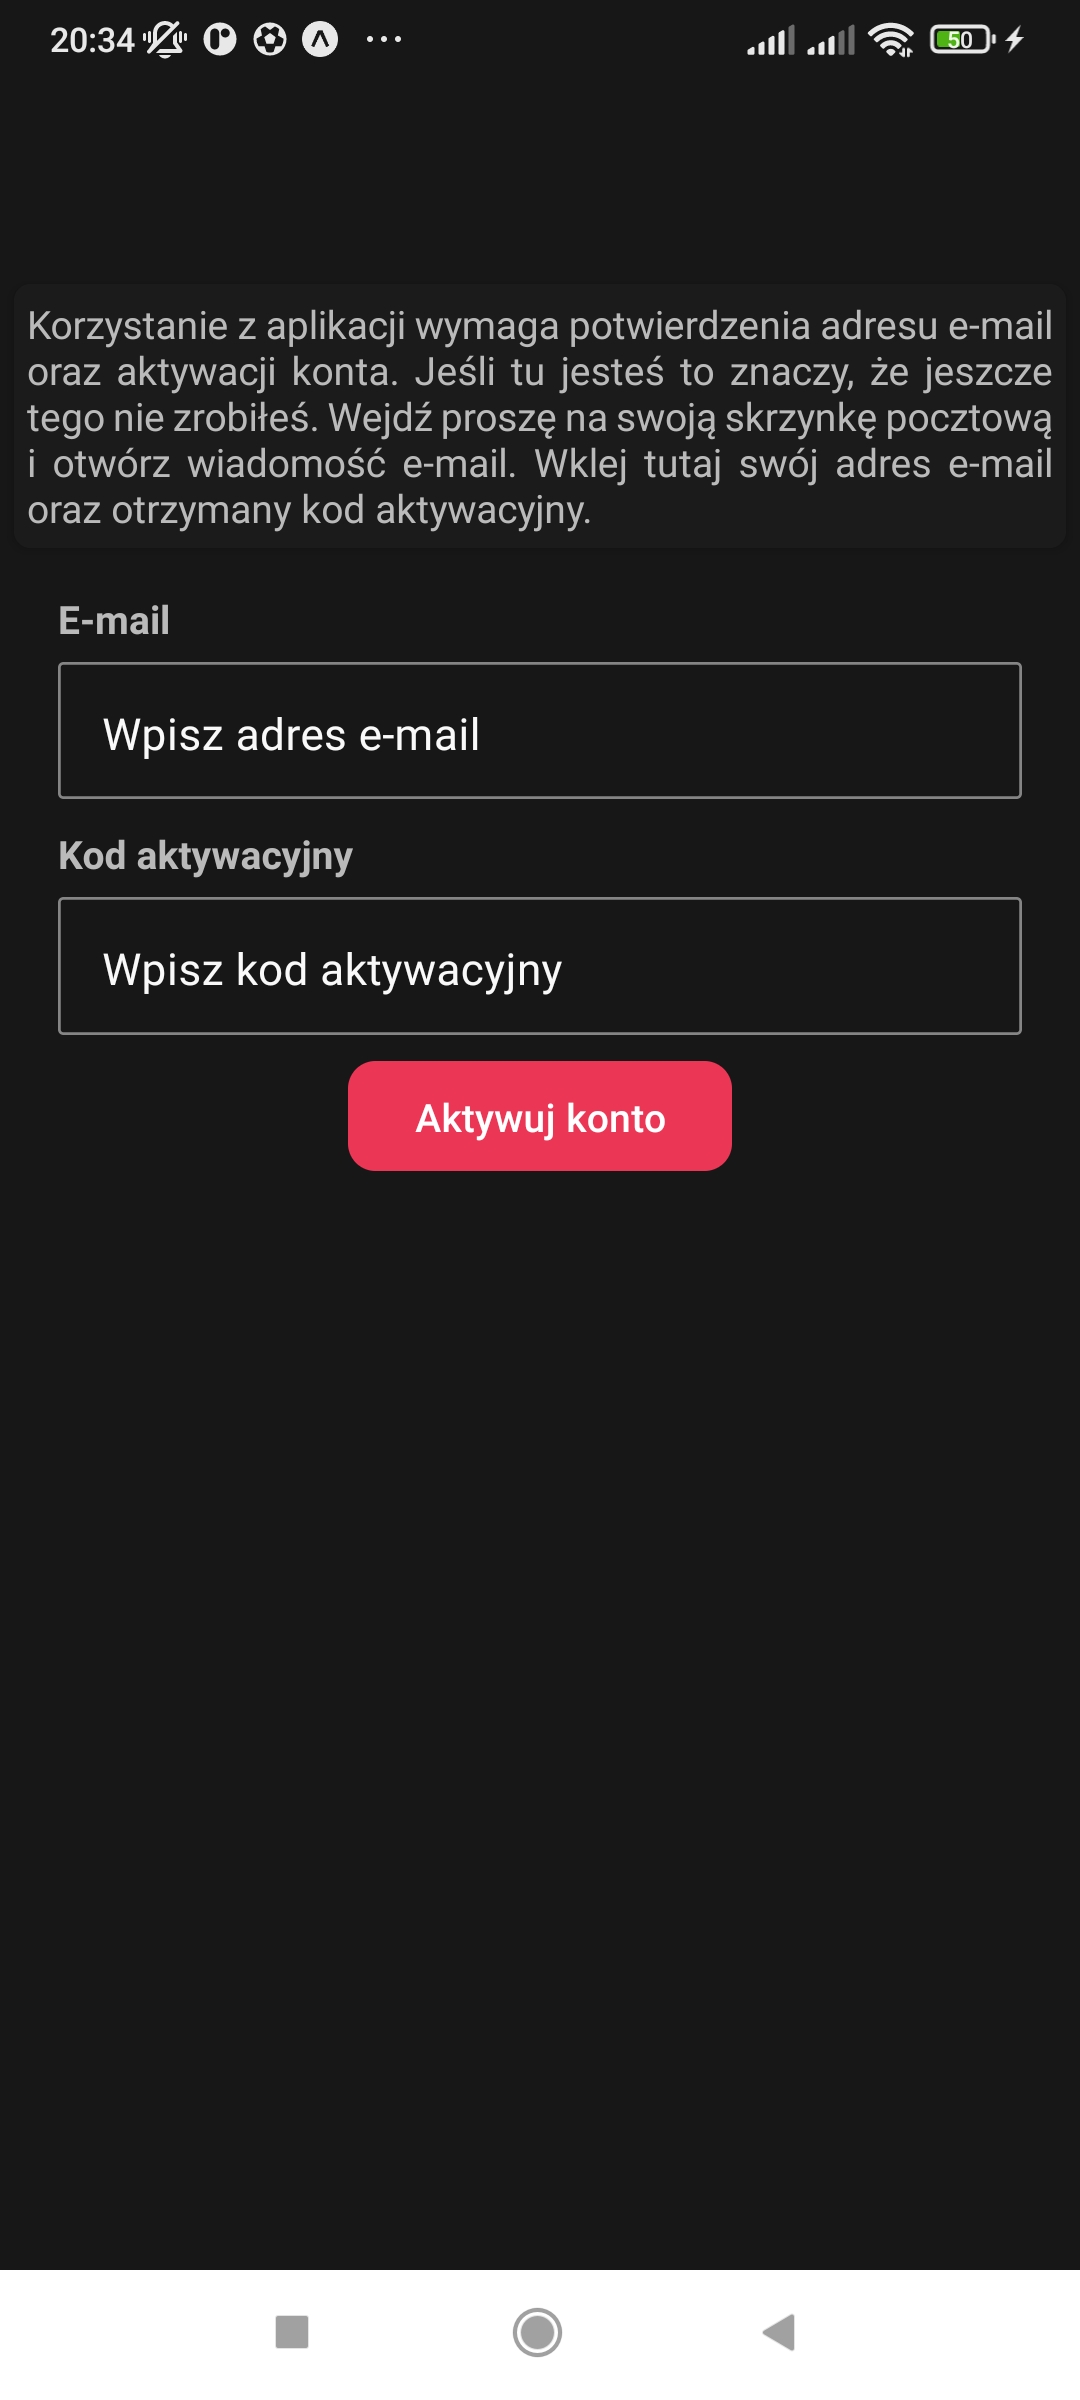 20:34
50
Korzystanie z aplikacji wymaga potwierdzenia adresu e-mail
oraz aktywacji konta. Jeśli tu jesteś to znaczy, że jeszcze
tego nie zrobiłeś. Wejdź proszę na swoją skrzynkę pocztową
i otwórz wiadomość e-mail. Wklej tutaj swój adres e-mail
oraz otrzymany kod aktywacyjny.
E-mail
Wpisz adres e-mail
Kod aktywacyjny
Wpisz kod aktywacyjny
Aktywuj konto